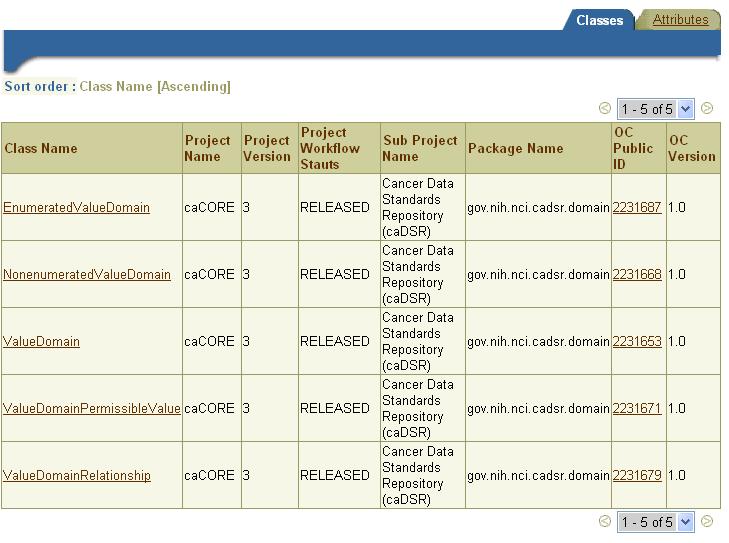 Classes Attributes
Sort order : Class Name [Ascending]
1 - 5 of 5
Class Name Project Name Project Version Project Workflow Stauts Sub Project Name Package Name OC Public ID OC Version
EnumeratedValueDomain caCORE 3 RELEASED Cancer Data Standards Repository (caDSR) gov.nih.nci.cadsr.domain 2231687 1.0
NonenumeratedValueDomain caCORE 3 RELEASED Cancer Data Standards Repository (caDSR) gov.nih.nci.cadsr.domain 2231668 1.0
ValueDomain caCORE 3 RELEASED Cancer Data Standards Repository (caDSR) gov.nih.nci.cadsr.domain 2231653 1.0
ValueDomainPermissibleValue caCORE 3 RELEASED Cancer Data Standards Repository (caDSR) gov.nih.nci.cadsr.domain 2231671 1.0
ValueDomainRelationship caCORE 3 RELEASED Cancer Data Standards Repository (caDSR) gov.nih.nci.cadsr.domain 2231679 1.0
1 - 5 of 5